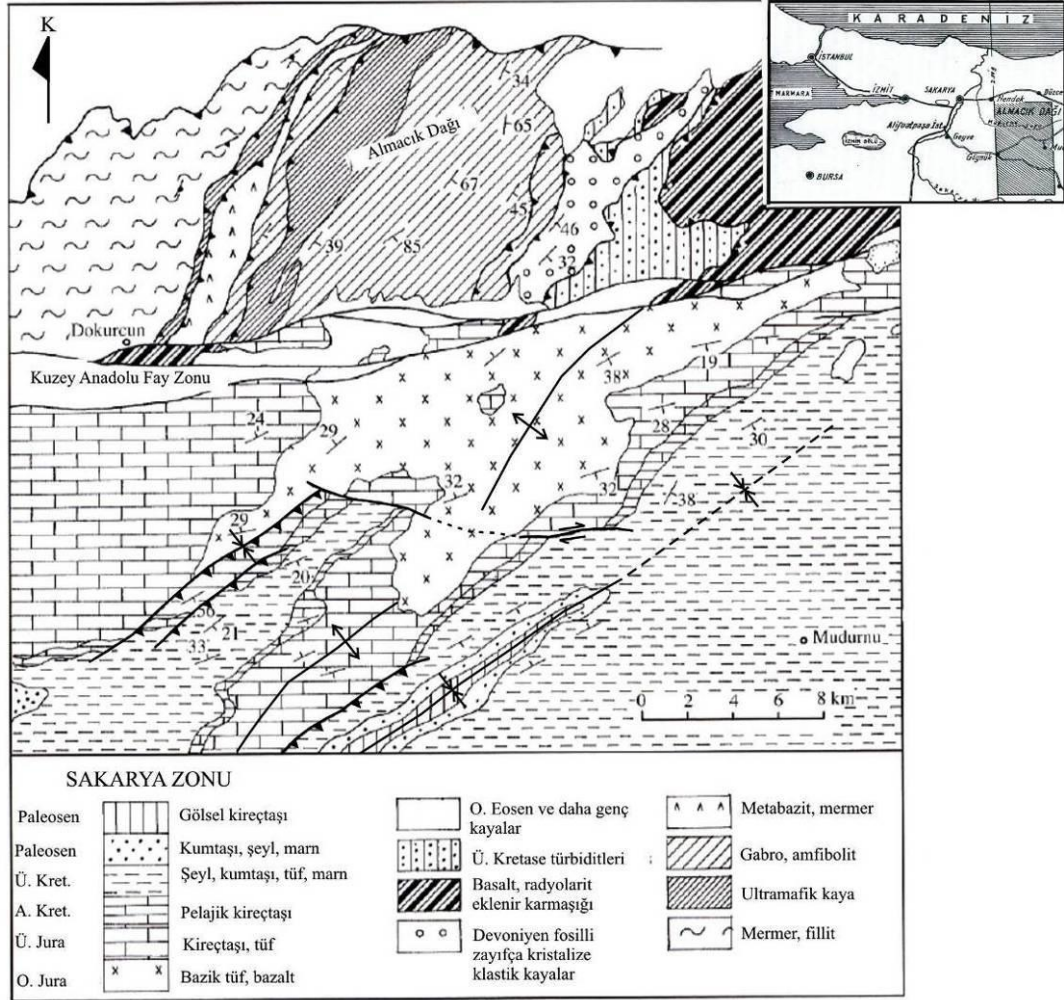 K
KARADENİZ
İSTANBUL
MARMARA
İZMİT
SAKARYA
Hendek
Düzce
ALMACIK DAĞI
Alifuatpaşa İst.
Geyve
İZNİK GÖLÜ
Göynük
BURSA
Almacık Dağı
34
65
67
45
46
39
85
32
Dokurcun
Kuzey Anadolu Fay Zonu
19
38
24
29
28
30
32
32
38
29
20
36
21
33
Mudurnu
0 2 4 8 km
SAKARYA ZONU
Paleosen Gölsel kireçtaşı
Paleosen Kumtaşı, şeyl, marn
Ü. Kret. Şeyl, kumtaşı, tüf, marn
A. Kret. Pelajik kireçtaşı
Ü. Jura Kireçtaşı, tüf
O. Jura Bazik tüf, bazalt
O. Eosen ve daha genç
kayalar
Ü. Kretase türbiditleri
Basalt, radyolarit
eklenir karmaşığı
Devoniyen fosilli
zayıfça kristalize
klastik kayalar
Metabazit, mermer
Gabro, amfibolit
Ultramafik kaya
Mermer, fillit